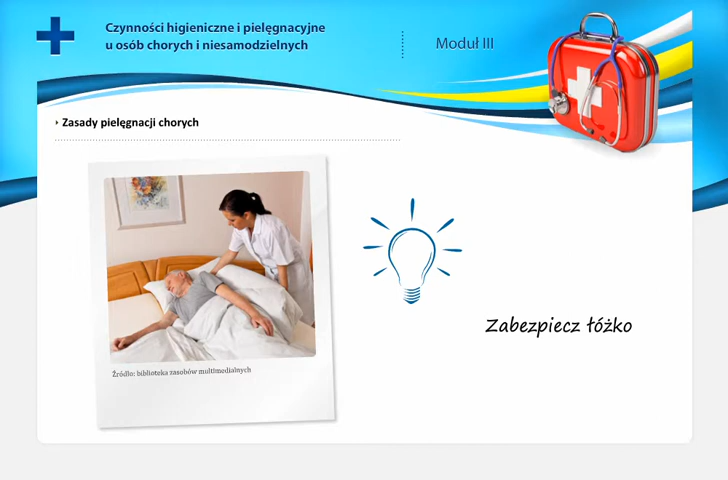 Czynności higieniczne i pielęgnacyjne
u osób chorych i niesamodzielnych
Moduł III
Zasady pielęgnacji chorych
Źródło: biblioteka zasobów multimedialnych
Zabezpiecz łóżko